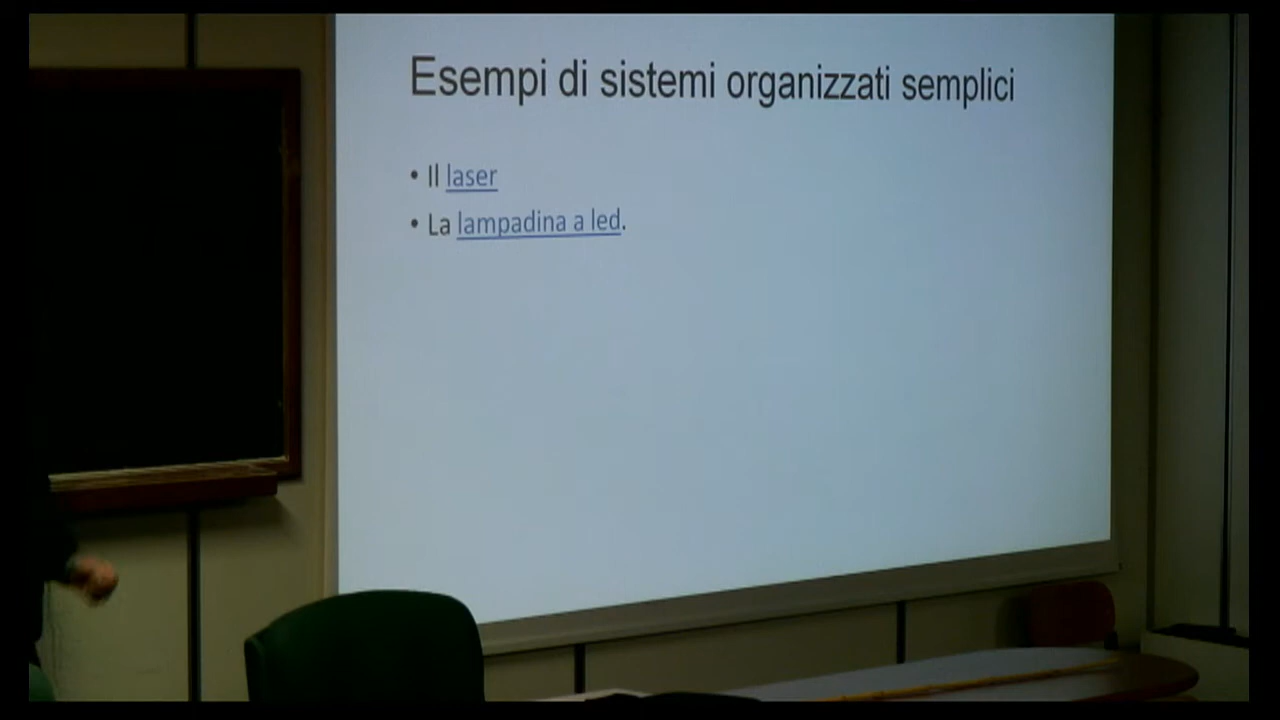 Esempi di sistemi organizzati semplici
• Il laser
• La lampadina a led.